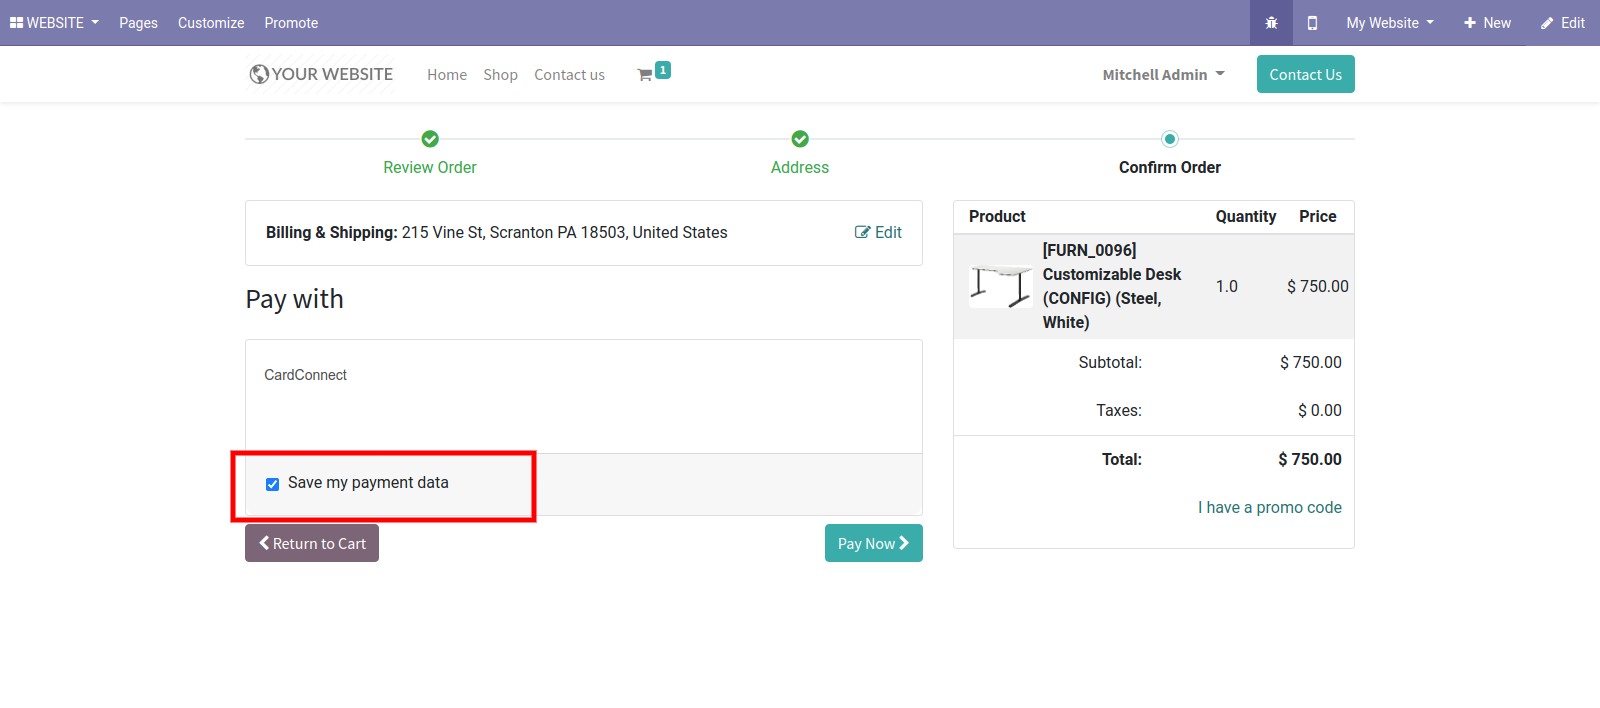 WEBSITE Pages Customize Promote My Website New Edit
YOUR WEBSITE Home Shop Contact us 1 Mitchell Admin Contact Us
Review Order Address Confirm Order
Billing & Shipping: 215 Vine St, Scranton PA 18503, United States Edit
Pay with
CardConnect
Save my payment data
Return to Cart Pay Now
Product Quantity Price
[FURN_0096]
Customizable Desk
(CONFIG) (Steel,
White)
1.0 $ 750.00
Subtotal: $ 750.00
Taxes: $ 0.00
Total: $ 750.00
I have a promo code